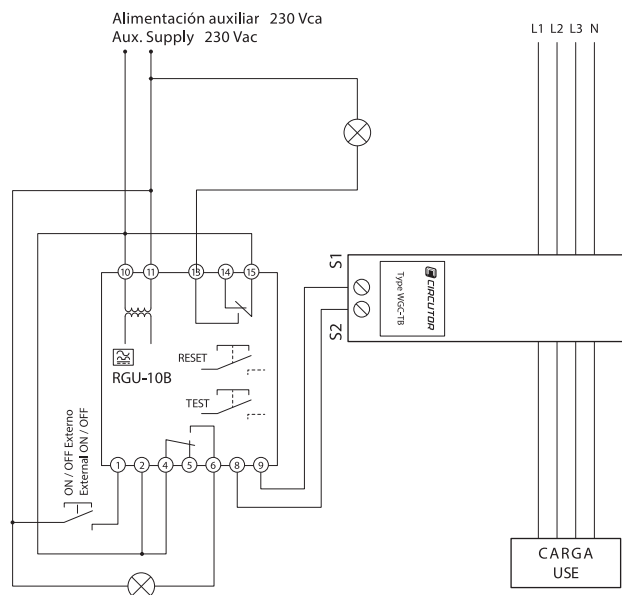 Alimentación auxiliar 230 Vca
Aux. Supply 230 Vac
L1 L2 L3 N
10 11 13 14 15
S1
S2
CIRCUTOR
Type WGC-TB
RGU-10B
RESET
TEST
ON / OFF Externo
External ON / OFF
1 2 4 5 6 8 9
CARGA
USE